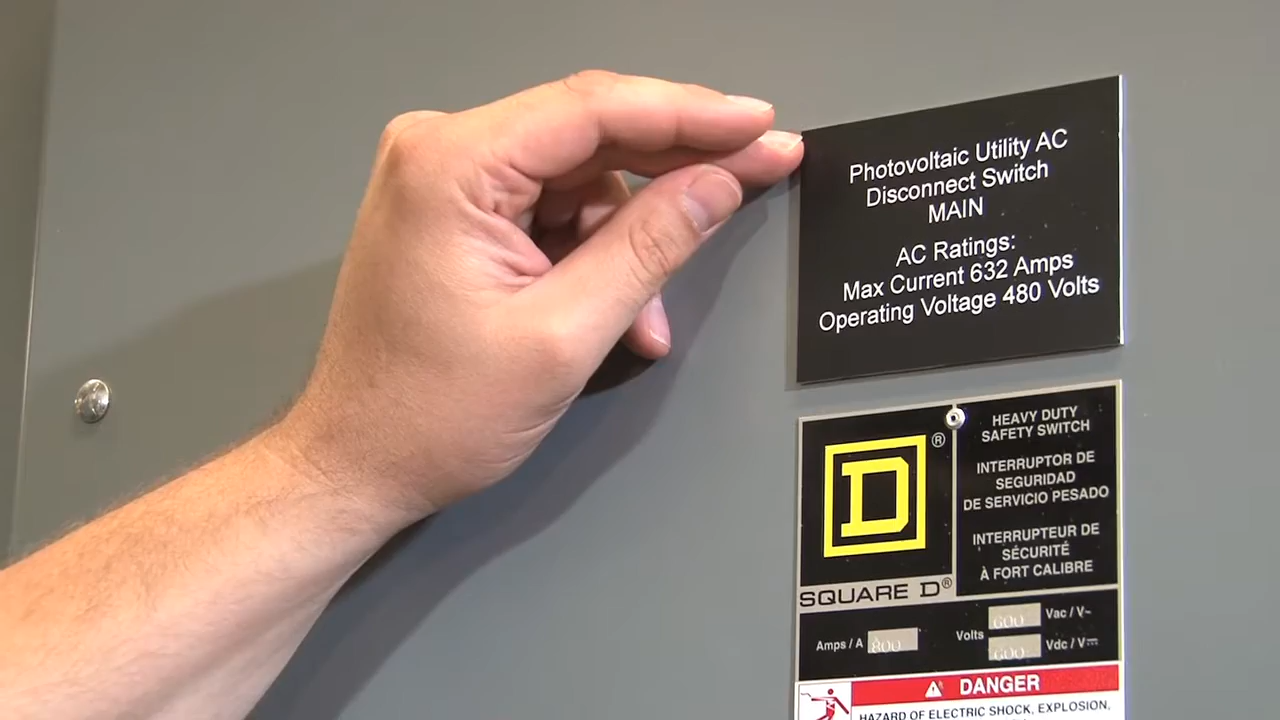 Photovoltaic Utility AC
Disconnect Switch
MAIN
AC Ratings:
Max Current 632 Amps
Operating Voltage 480 Volts
D ®
SQUARE D®
HEAVY DUTY
SAFETY SWITCH
INTERRUPTOR DE
SEGURIDAD
DE SERVICIO PESADO
INTERRUPTEUR DE
SÉCURITÉ
À FORT CALIBRE
Amps / A 800
Volts
600 Vac / V~
600 Vdc / V⎓
⚠ DANGER
HAZARD OF ELECTRIC SHOCK, EXPLOSION,